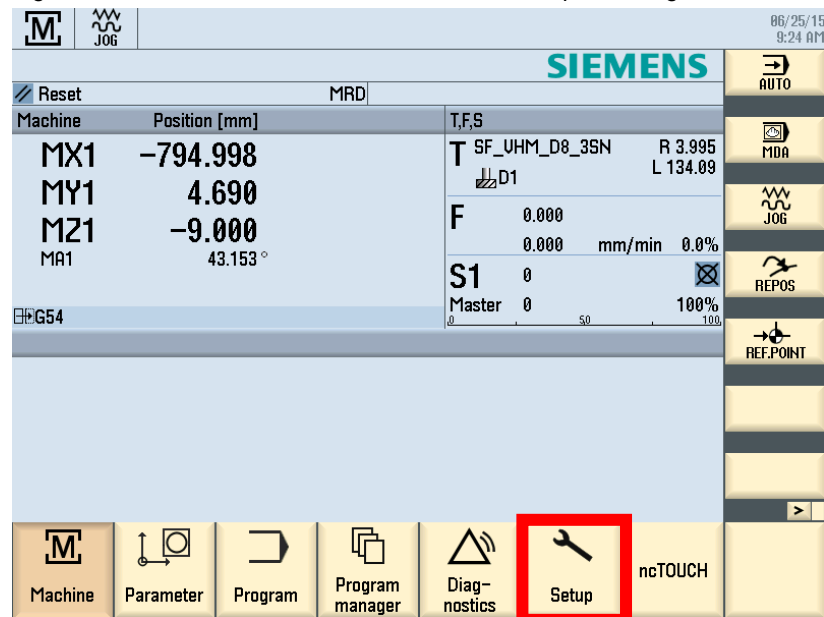 M JOG
06/25/15
9:24 AM
SIEMENS
Reset MRD
Machine Position [mm]
MX1 -794.998
MY1 4.690
MZ1 -9.000
MA1 43.153 °
G54
T,F,S
T SF_VHM_D8_3SN R 3.995
D1 L 134.09
F 0.000
0.000 mm/min 0.0%
S1 0
Master 0 100%
0 50 100
AUTO
MDA
JOG
REPOS
REF.POINT
>
M
Machine
Parameter
Program
Program
manager
Diag-
nostics
Setup
ncTOUCH